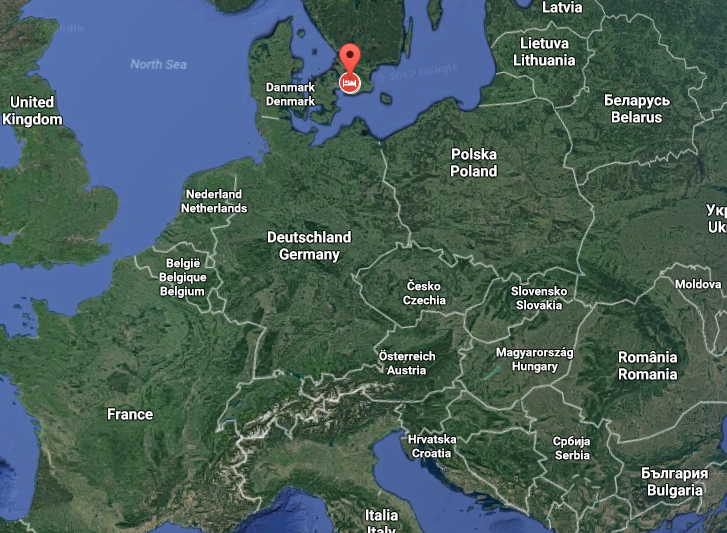 Latvia
Lietuva
Lithuania
North Sea
© 2017 Google
Danmark
Denmark
United
Kingdom
Беларусь
Belarus
Polska
Poland
Nederland
Netherlands
Deutschland
Germany
België
Belgique
Belgium
Česko
Czechia
Slovensko
Slovákia
Moldova
Österreich
Austria
Magyarország
Hungary
România
Romania
France
Hrvatska
Croatia
Србија
Serbia
България
Bulgaria
Italia
Italy